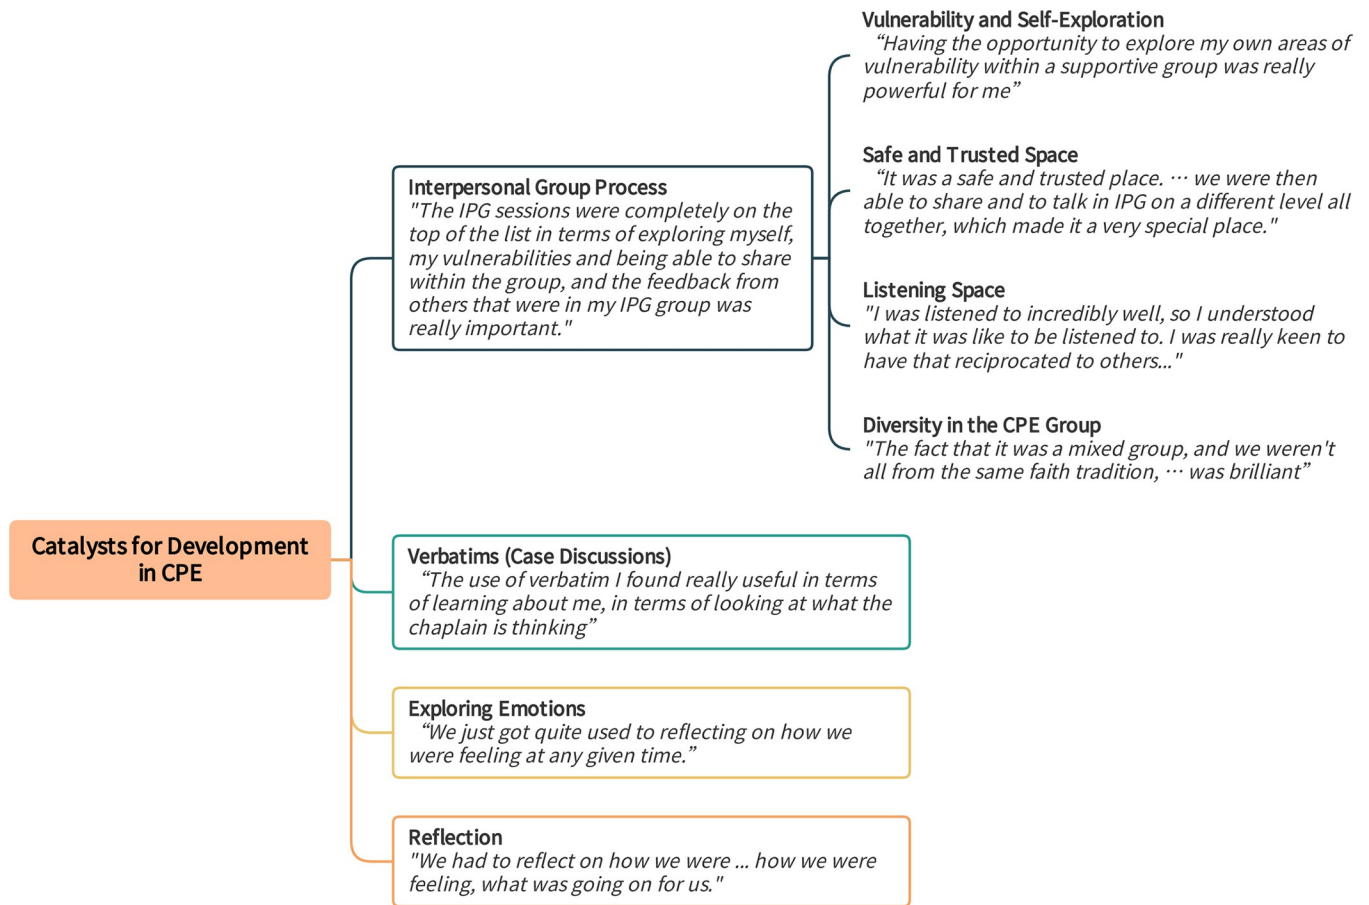 Vulnerability and Self-Exploration
“Having the opportunity to explore my own areas of
vulnerability within a supportive group was really
powerful for me”
Safe and Trusted Space
“It was a safe and trusted place. ··· we were then
able to share and to talk in IPG on a different level all
together, which made it a very special place."
Interpersonal Group Process
"The IPG sessions were completely on the
top of the list in terms of exploring myself,
my vulnerabilities and being able to share
within the group, and the feedback from
others that were in my IPG group was
really important."
Listening Space
"I was listened to incredibly well, so I understood
what it was like to be listened to. I was really keen to
have that reciprocated to others..."
Diversity in the CPE Group
"The fact that it was a mixed group, and we weren't
all from the same faith tradition, ··· was brilliant”
Catalysts for Development
in CPE
Verbatims (Case Discussions)
“The use of verbatim I found really useful in terms
of learning about me, in terms of looking at what the
chaplain is thinking”
Exploring Emotions
“We just got quite used to reflecting on how we
were feeling at any given time.”
Reflection
"We had to reflect on how we were ... how we were
feeling, what was going on for us."